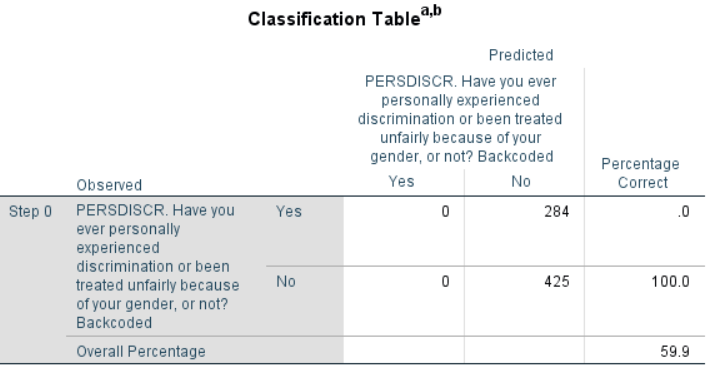 Classification Table a,b
Predicted
PERSDISCR. Have you ever
personally experienced
discrimination or been treated
unfairly because of your
gender, or not? Backcoded
Percentage
Correct
Observed
Yes
No
Step 0
PERSDISCR. Have you
ever personally
experienced
discrimination or been
treated unfairly because
of your gender, or not?
Backcoded
Yes
0
284
.0
No
0
425
100.0
Overall Percentage
59.9